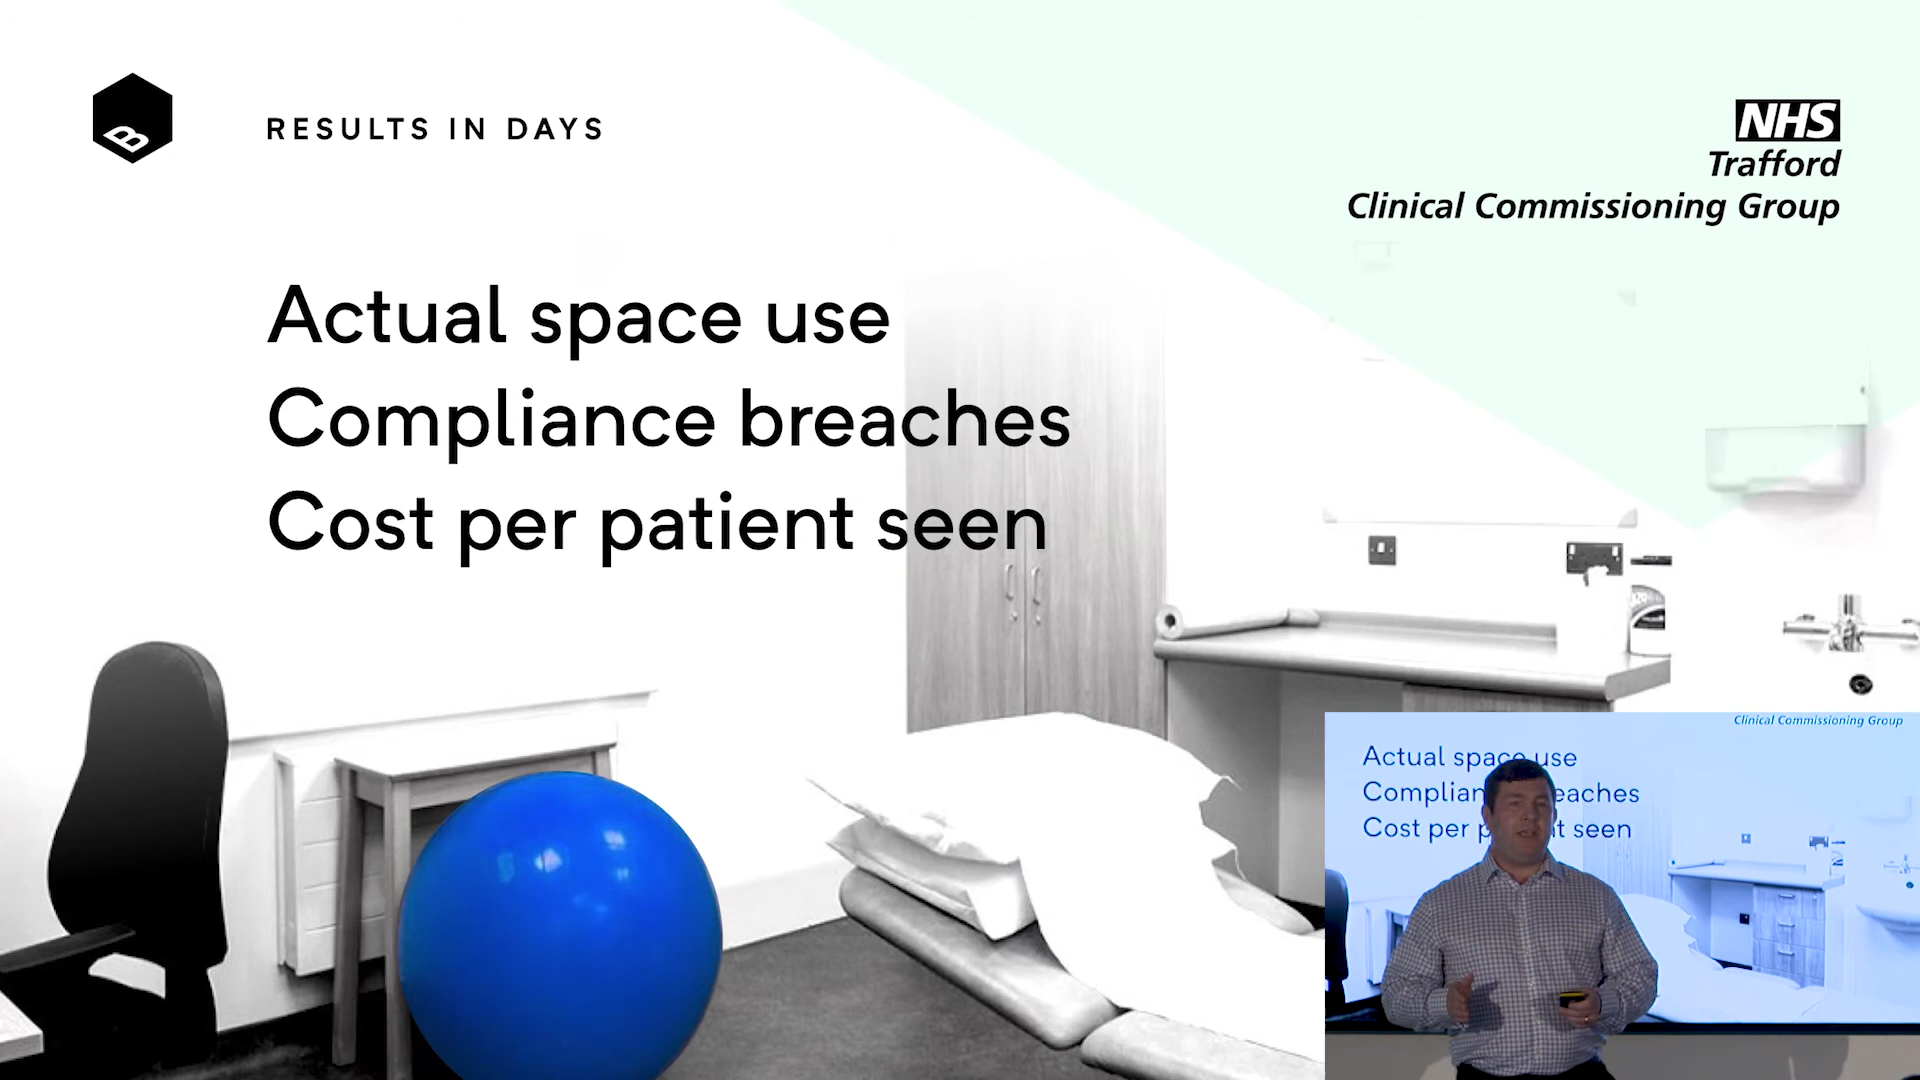 B
RESULTS IN DAYS
NHS
Trafford
Clinical Commissioning Group
Actual space use
Compliance breaches
Cost per patient seen
Clinical Commissioning Group
Actual space use
Complian eaches
Cost per p t seen